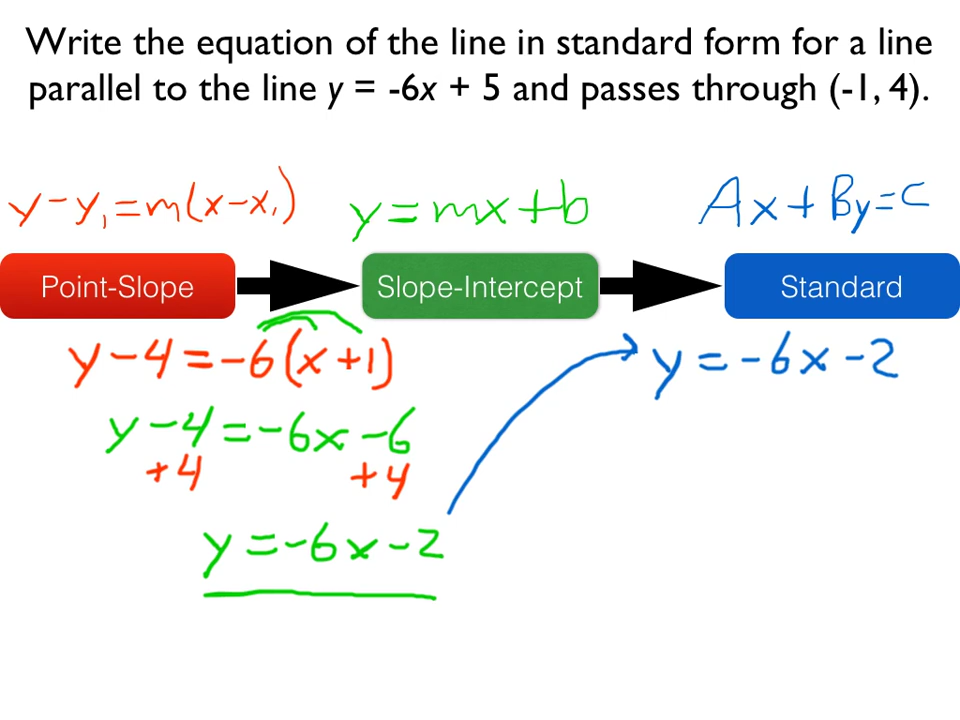 Write the equation of the line in standard form for a line
parallel to the line y = -6x + 5 and passes through (-1, 4).
y-y₁=m(x-x₁)
y=mx+b
Ax+By=C
Point-Slope
Slope-Intercept
Standard
y-4=-6(x+1)
y-4=-6x-6
+4 +4
y=-6x-2
y=-6x-2